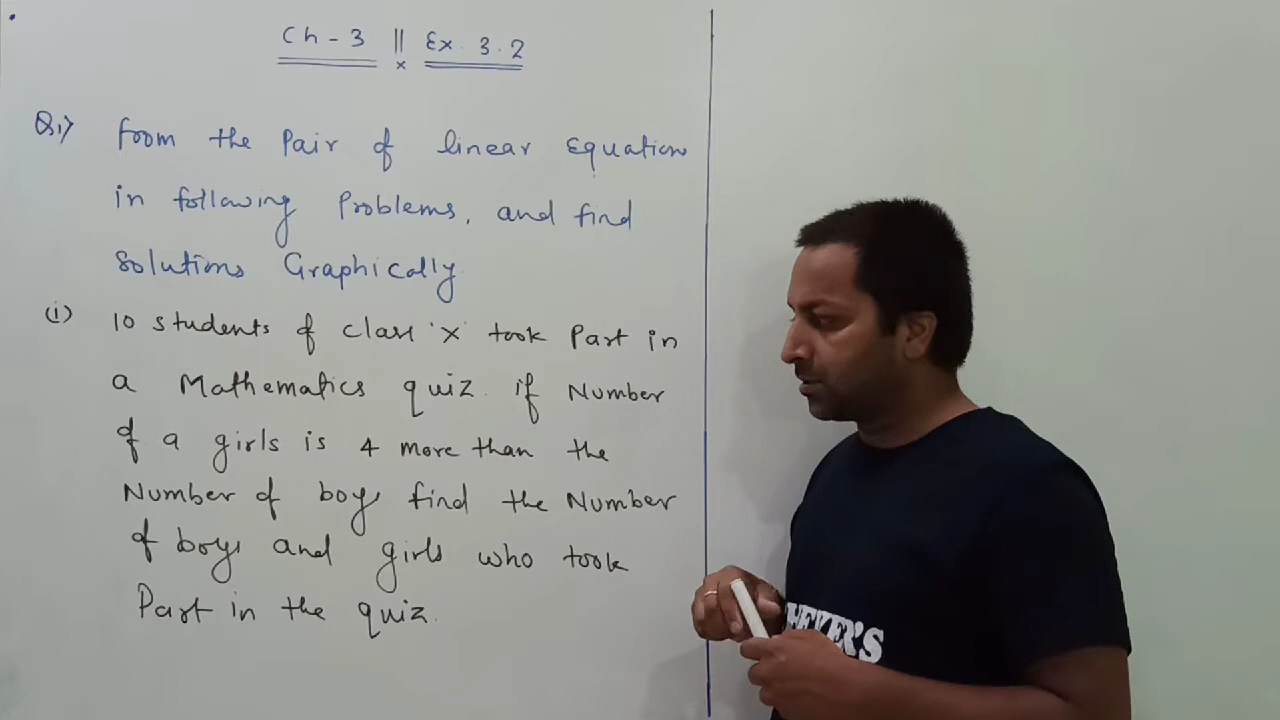 Ch - 3 || Ex. 3.2
Q.1) foom the Pair of linear Equation
in following Problems, and find
Solutions Graphically
(i) 10 students of class 'X' took Part in
a Mathematics quiz. if Number
of a girls is 4 more than the
Number of boys find the Number
of boys and girls who took
Part in the quiz.